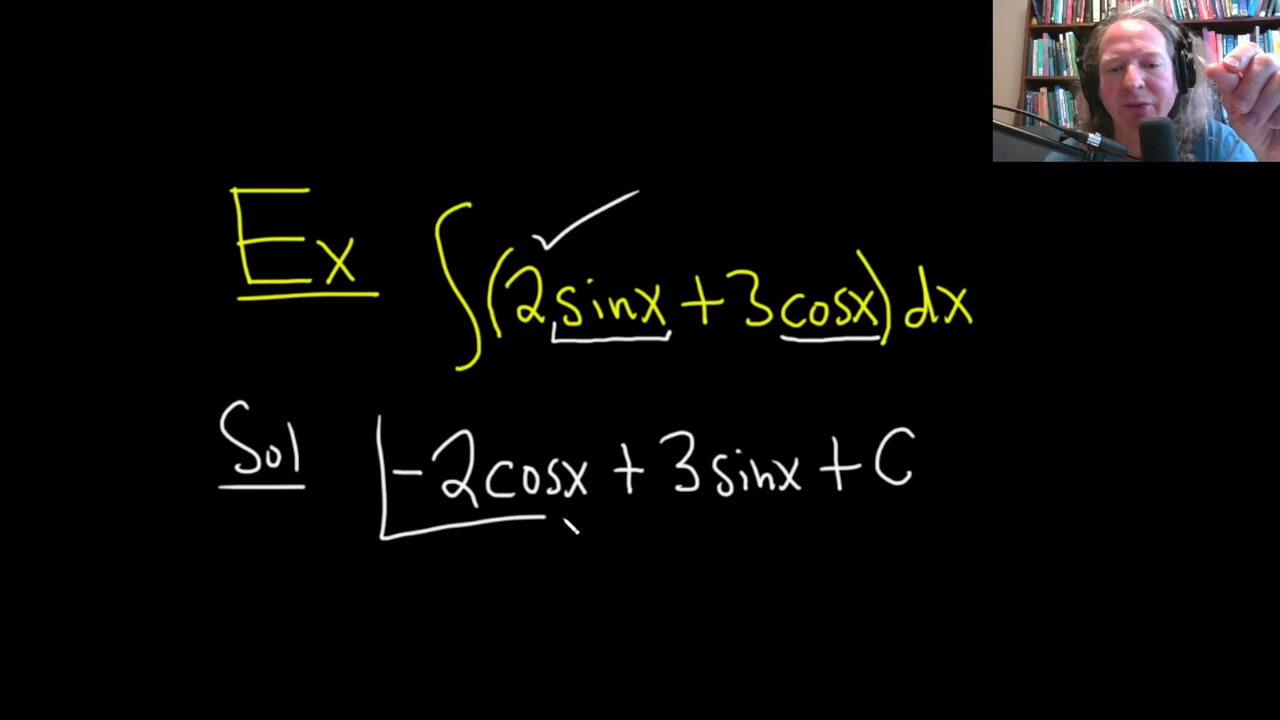 Ex ∫(2sinx + 3cosx)dx
Sol -2cosx + 3sinx + C